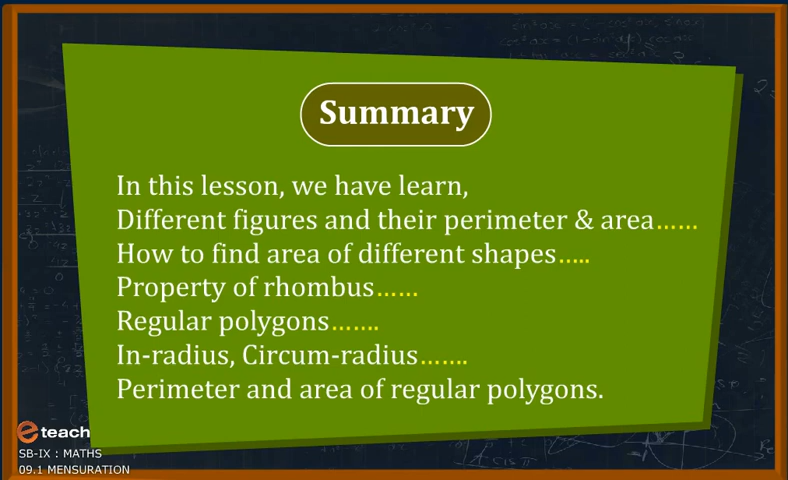 Summary
In this lesson, we have learn,
Different figures and their perimeter & area......
How to find area of different shapes.....
Property of rhombus......
Regular polygons.......
In-radius, Circum-radius.......
Perimeter and area of regular polygons.
eteach
SB-IX : MATHS
09.1 MENSURATION